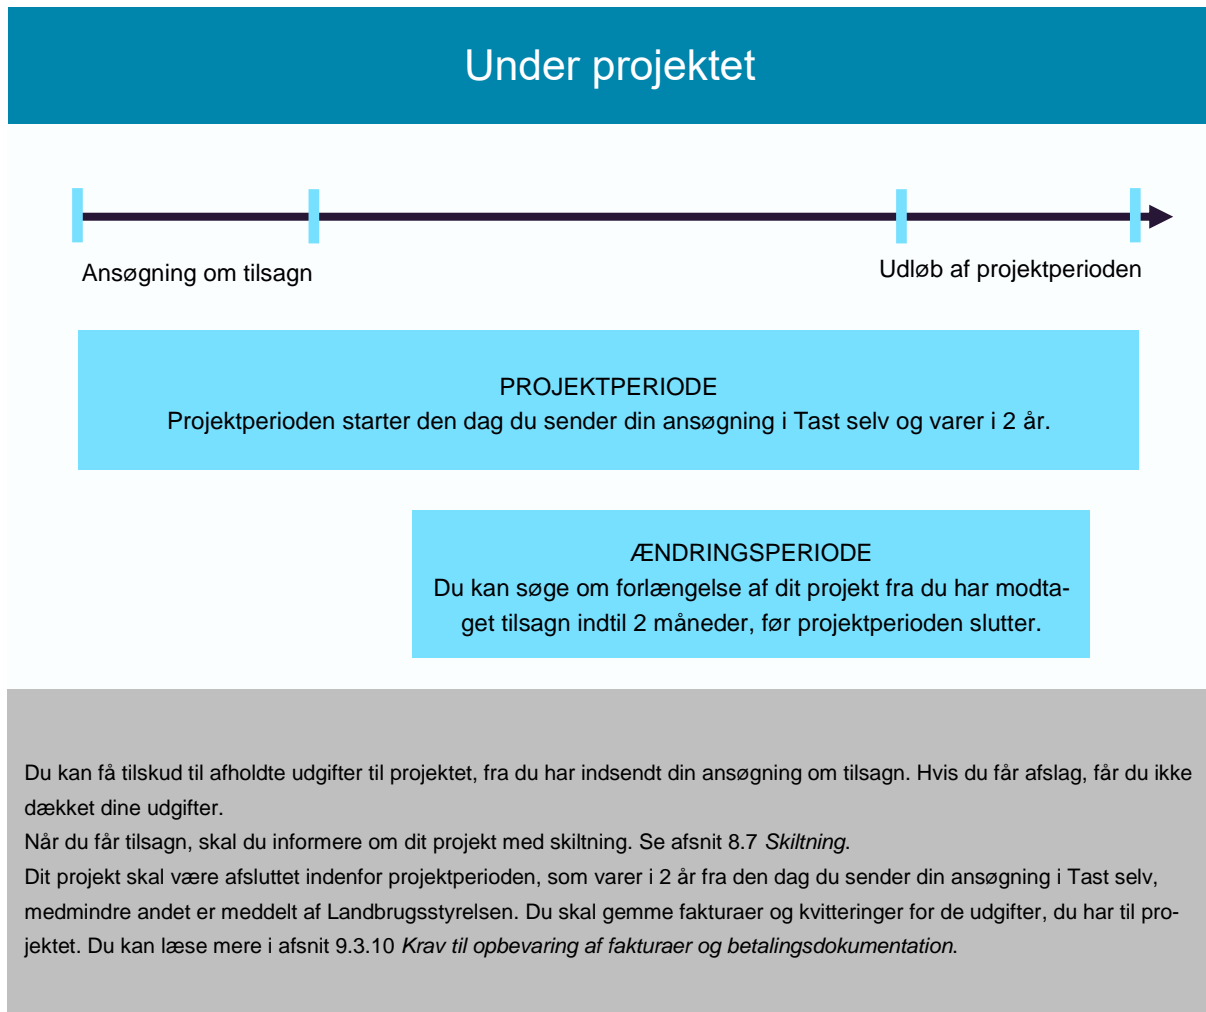 Under projektet
Ansøgning om tilsagn
Udløb af projektperioden
PROJEKTPERIODE
Projektperioden starter den dag du sender din ansøgning i Tast selv og varer i 2 år.
ÆNDRINGSPERIODE
Du kan søge om forlængelse af dit projekt fra du har modta-
get tilsagn indtil 2 måneder, før projektperioden slutter.
Du kan få tilskud til afholdte udgifter til projektet, fra du har indsendt din ansøgning om tilsagn. Hvis du får afslag, får du ikke
dækket dine udgifter.
Når du får tilsagn, skal du informere om dit projekt med skiltning. Se afsnit 8.7 Skiltning.
Dit projekt skal være afsluttet indenfor projektperioden, som varer i 2 år fra den dag du sender din ansøgning i Tast selv,
medmindre andet er meddelt af Landbrugsstyrelsen. Du skal gemme fakturaer og kvitteringer for de udgifter, du har til pro-
jektet. Du kan læse mere i afsnit 9.3.10 Krav til opbevaring af fakturaer og betalingsdokumentation.